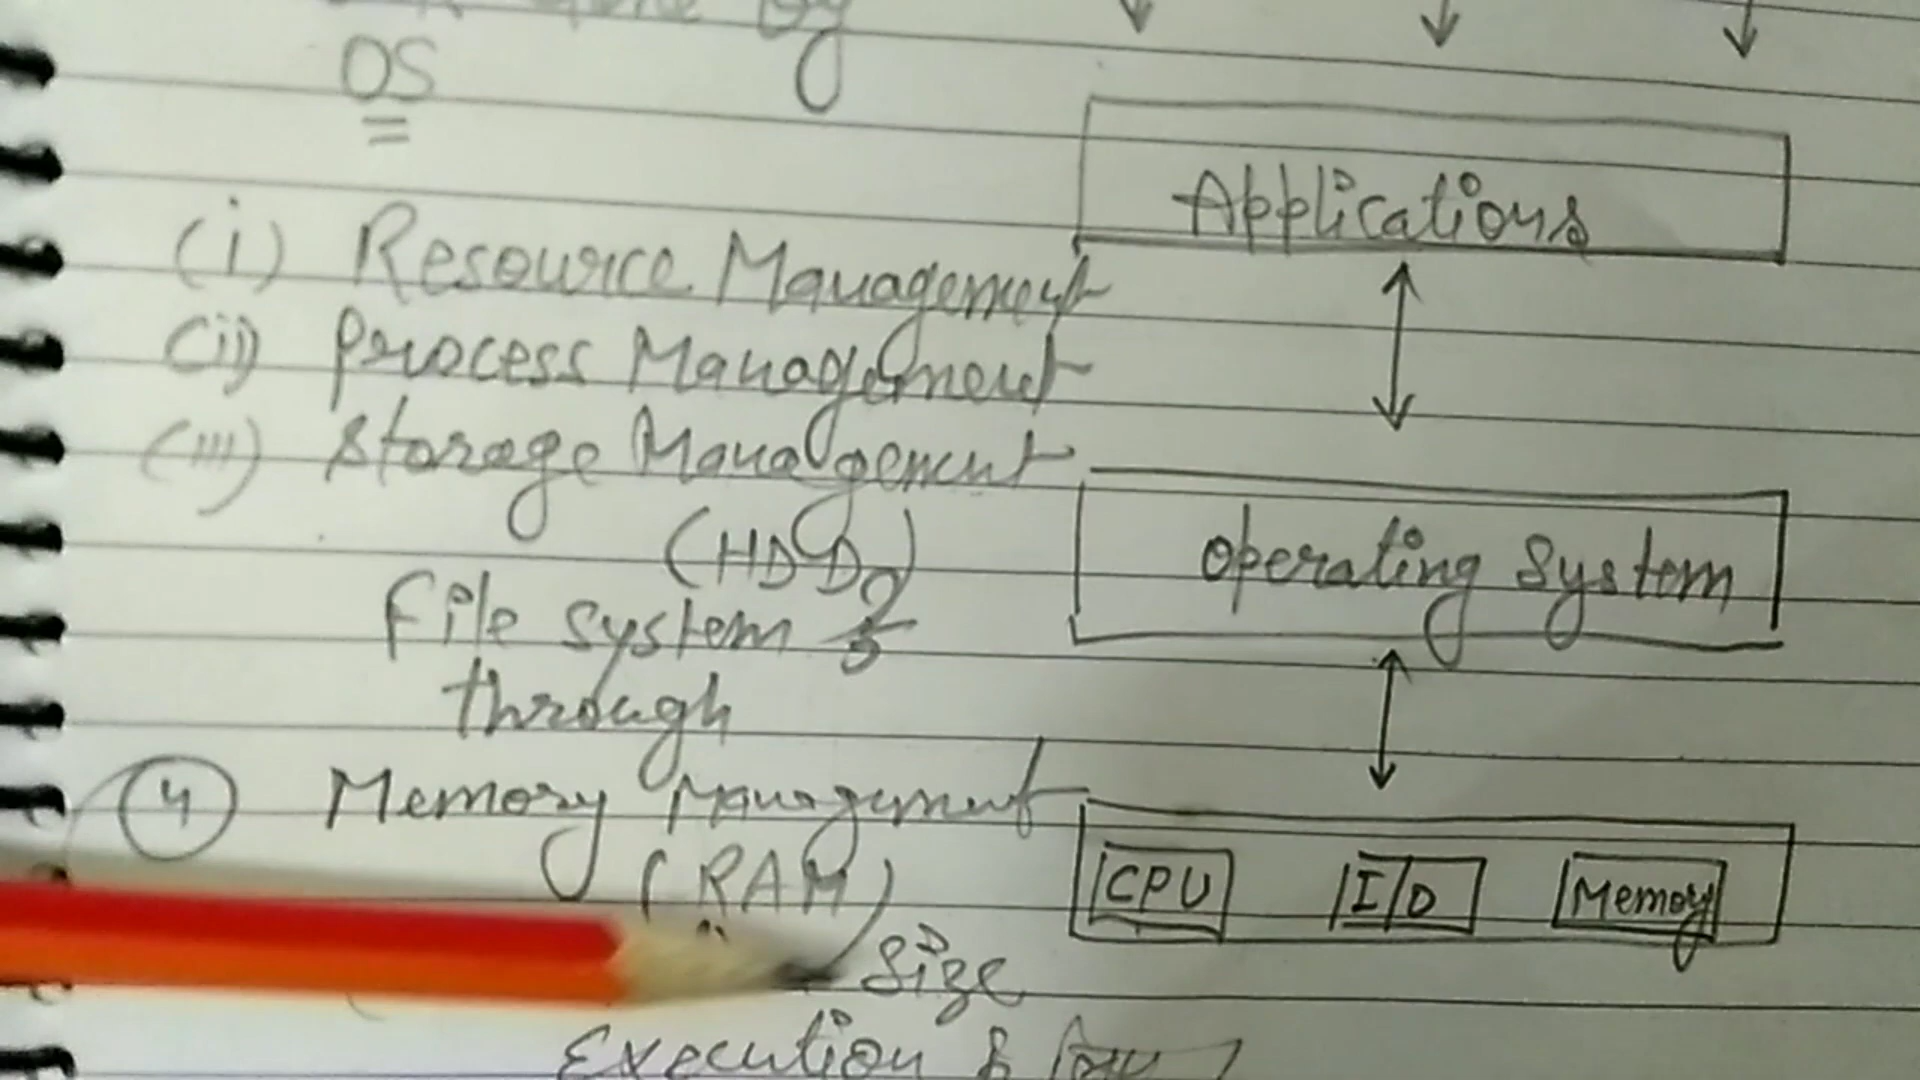 by
OS
(i) Resource Management
(ii) Process Management
(iii) Storage Management
(HDD)
File system से
through
4 Memory Management
(RAM)
Size
Execution
Applications
Operating System
CPU I/O Memory